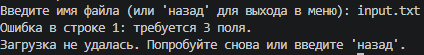 Введите имя файла (или 'назад' для выхода в меню): input.txt
Ошибка в строке 1: требуется 3 поля.
Загрузка не удалась. Попробуйте снова или введите 'назад'.